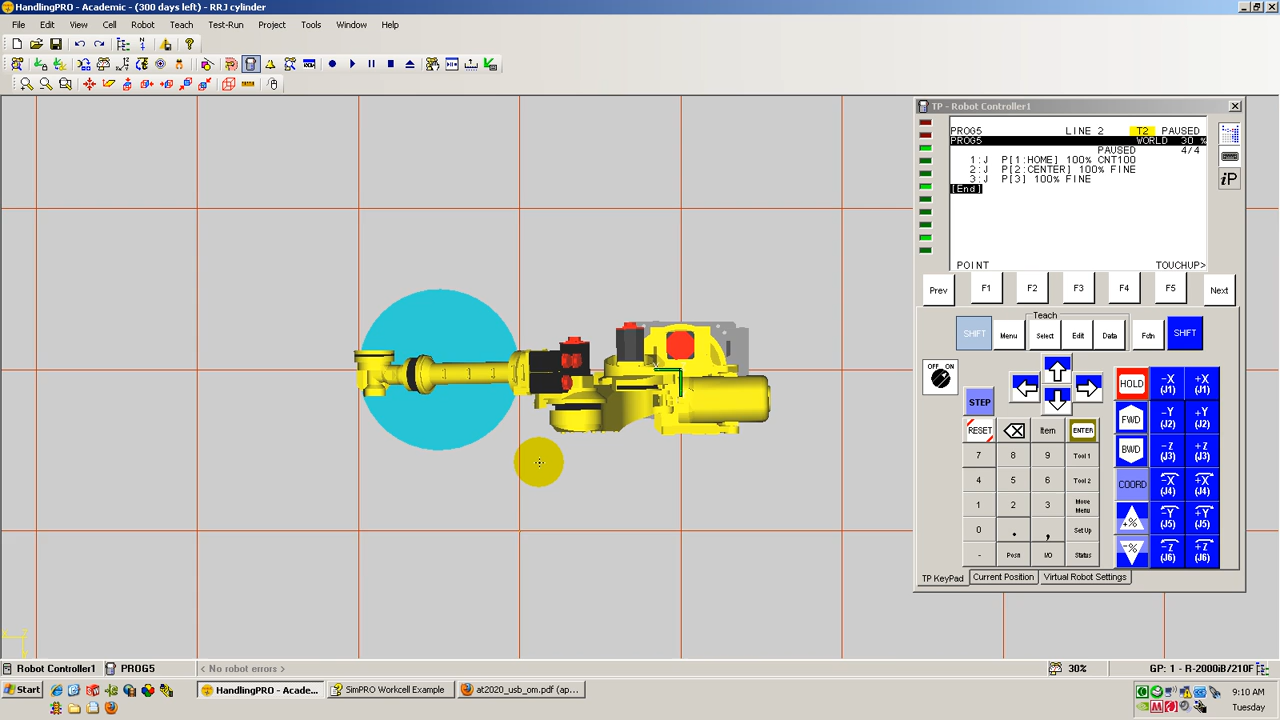 HandlingPRO - Academic - (300 days left) - RRJ cylinder
File Edit View Cell Robot Teach Test-Run Project Tools Window Help
TP - Robot Controller1
PROG5 LINE 2 T2 PAUSED
PROG5 WORLD 30 %
PAUSED 4/4
1:J P[1:HOME] 100% CNT100
2:J P[2:CENTER] 100% FINE
3:J P[3] 100% FINE
[End]
POINT TOUCHUP>
iP
Prev F1 F2 F3 F4 F5 Next
Teach
SHIFT Menu Select Edit Data Fctn SHIFT
OFF ON
STEP
HOLD -X (J1) +X (J1)
FWD -Y (J2) +Y (J2)
RESET Item ENTER
BWD -Z (J3) +Z (J3)
7 8 9 Tool 1
4 5 6 Tool 2
COORD -X (J4) +X (J4)
1 2 3 Move Menu
+% -Y (J5) +Y (J5)
0 . , Set Up
-% -Z (J6) +Z (J6)
- Posn I/O Status
TP KeyPad Current Position Virtual Robot Settings
Robot Controller1 PROG5 < No robot errors > 30% GP: 1 - R-2000iB/210F
Start HandlingPRO - Acade... SimPRO Workcell Example at2020_usb_om.pdf (ap...
9:10 AM
Tuesday